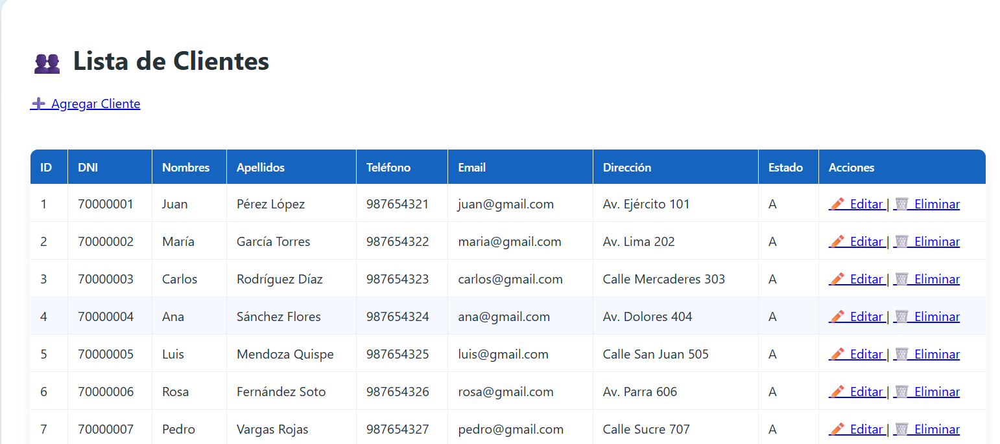 Lista de Clientes
Agregar Cliente
ID DNI Nombres Apellidos Teléfono Email Dirección Estado Acciones
1 70000001 Juan Pérez López 987654321 juan@gmail.com Av. Ejército 101 A Editar | Eliminar
2 70000002 María García Torres 987654322 maria@gmail.com Av. Lima 202 A Editar | Eliminar
3 70000003 Carlos Rodríguez Díaz 987654323 carlos@gmail.com Calle Mercaderes 303 A Editar | Eliminar
4 70000004 Ana Sánchez Flores 987654324 ana@gmail.com Av. Dolores 404 A Editar | Eliminar
5 70000005 Luis Mendoza Quispe 987654325 luis@gmail.com Calle San Juan 505 A Editar | Eliminar
6 70000006 Rosa Fernández Soto 987654326 rosa@gmail.com Av. Parra 606 A Editar | Eliminar
7 70000007 Pedro Vargas Rojas 987654327 pedro@gmail.com Calle Sucre 707 A Editar | Eliminar